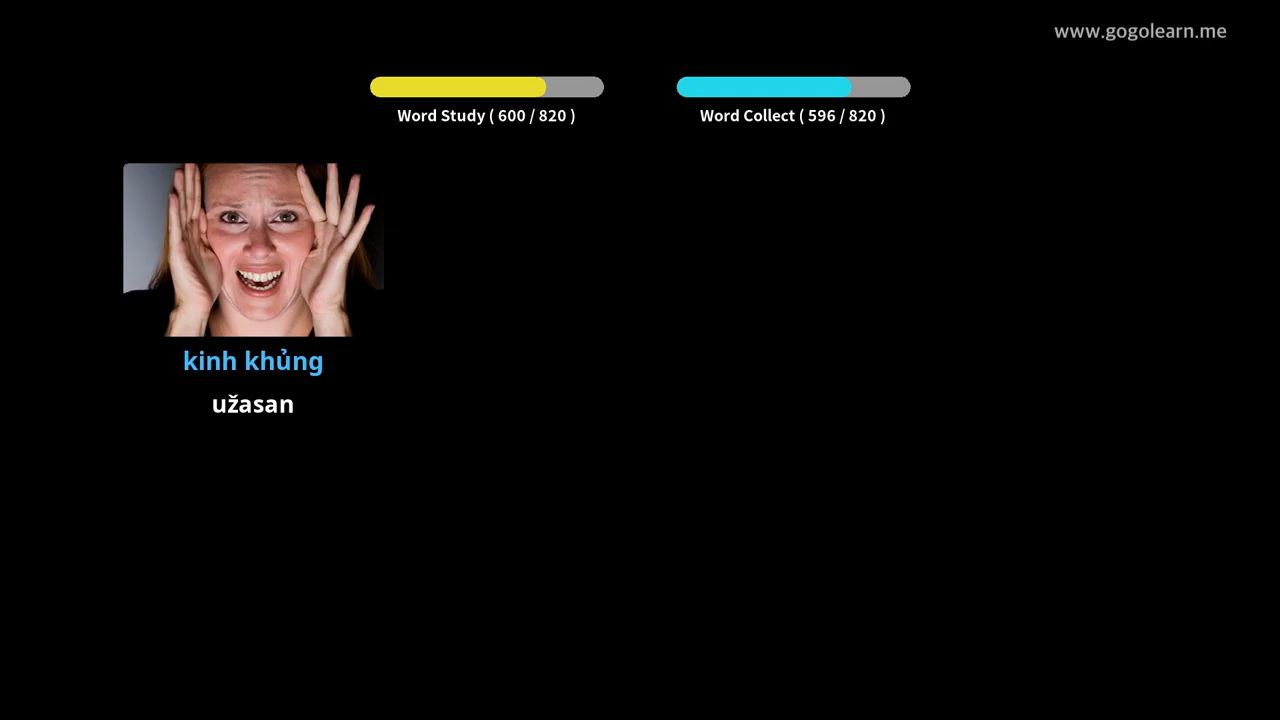 www.gogolearn.me
Word Study ( 600 / 820 )
Word Collect ( 596 / 820 )
kinh khủng
užasan